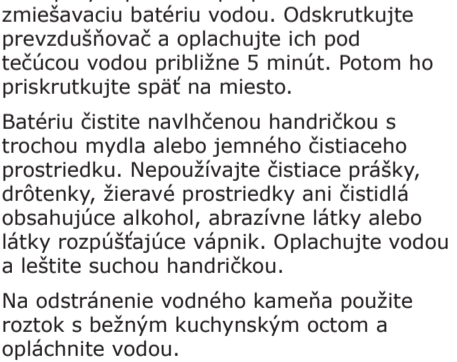 zmiešavaciu batériu vodou. Odskrutkujte
prevzdušňovač a oplachujte ich pod
tečúcou vodou približne 5 minút. Potom ho
priskrutkujte späť na miesto.
Batériu čistite navlhčenou handričkou s
trochou mydla alebo jemného čistiaceho
prostriedku. Nepoužívajte čistiace prášky,
drôtenky, žieravé prostriedky ani čistidlá
obsahujúce alkohol, abrazívne látky alebo
látky rozpúšťajúce vápnik. Oplachujte vodou
a leštite suchou handričkou.
Na odstránenie vodného kameňa použite
roztok s bežným kuchynským octom a
opláchnite vodou.